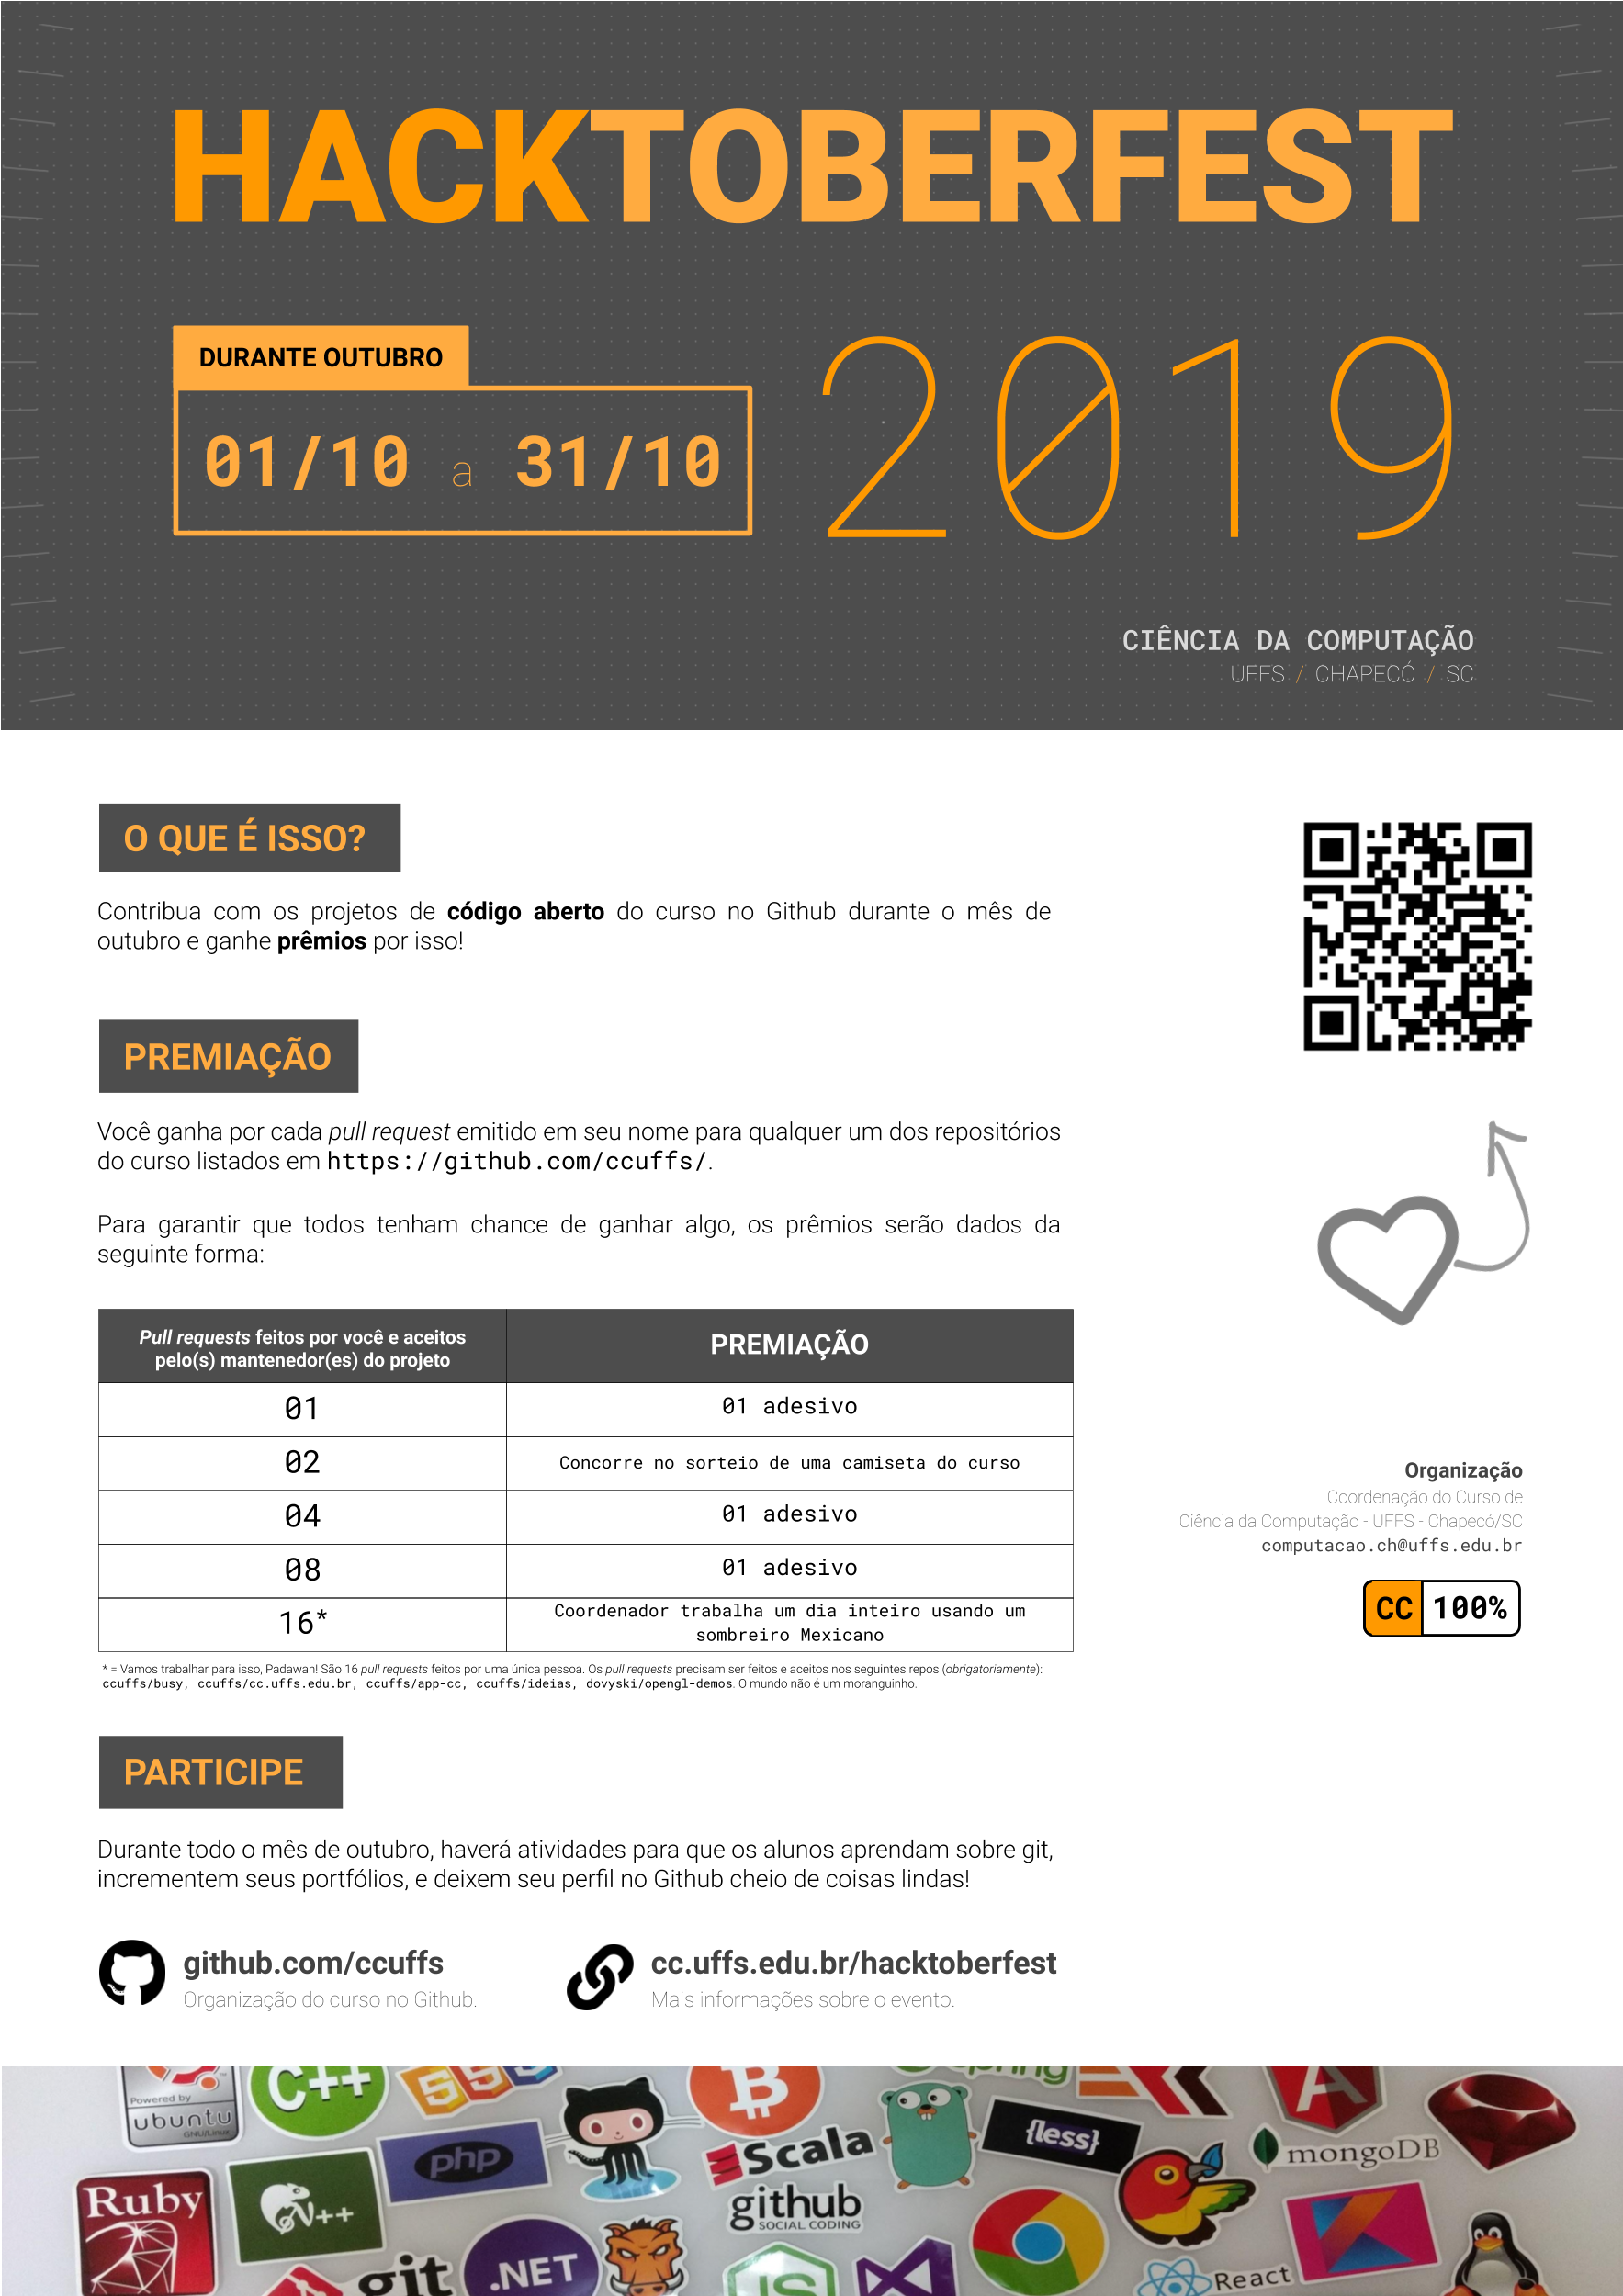 HACKTOBERFEST
DURANTE OUTUBRO
01/10 a 31/10
2019
CIÊNCIA DA COMPUTAÇÃO
UFFS / CHAPECÓ / SC
O QUE É ISSO?
Contribua com os projetos de código aberto do curso no Github durante o mês de
outubro e ganhe prêmios por isso!
PREMIAÇÃO
Você ganha por cada pull request emitido em seu nome para qualquer um dos repositórios
do curso listados em https://github.com/ccuffs/.
Para garantir que todos tenham chance de ganhar algo, os prêmios serão dados da
seguinte forma:
Pull requests feitos por você e aceitos
pelo(s) mantenedor(es) do projeto
PREMIAÇÃO
01
01 adesivo
02
Concorre no sorteio de uma camiseta do curso
04
01 adesivo
08
01 adesivo
16*
Coordenador trabalha um dia inteiro usando um
sombreiro Mexicano
* = Vamos trabalhar para isso, Padawan! São 16 pull requests feitos por uma única pessoa. Os pull requests precisam ser feitos e aceitos nos seguintes repos (obrigatoriamente):
ccuffs/busy, ccuffs/cc.uffs.edu.br, ccuffs/app-cc, ccuffs/ideias, dovyski/opengl-demos. O mundo não é um moranguinho.
Organização
Coordenação do Curso de
Ciência da Computação - UFFS - Chapecó/SC
computacao.ch@uffs.edu.br
CC 100%
PARTICIPE
Durante todo o mês de outubro, haverá atividades para que os alunos aprendam sobre git,
incrementem seus portfólios, e deixem seu perfil no Github cheio de coisas lindas!
github.com/ccuffs
Organização do curso no Github.
cc.uffs.edu.br/hacktoberfest
Mais informações sobre o evento.
Powered by
ubuntu
GNU/Linux
C++
php
Scala
{less}
mongoDB
Ruby
++
github
SOCIAL CODING
git
.NET
JS
React